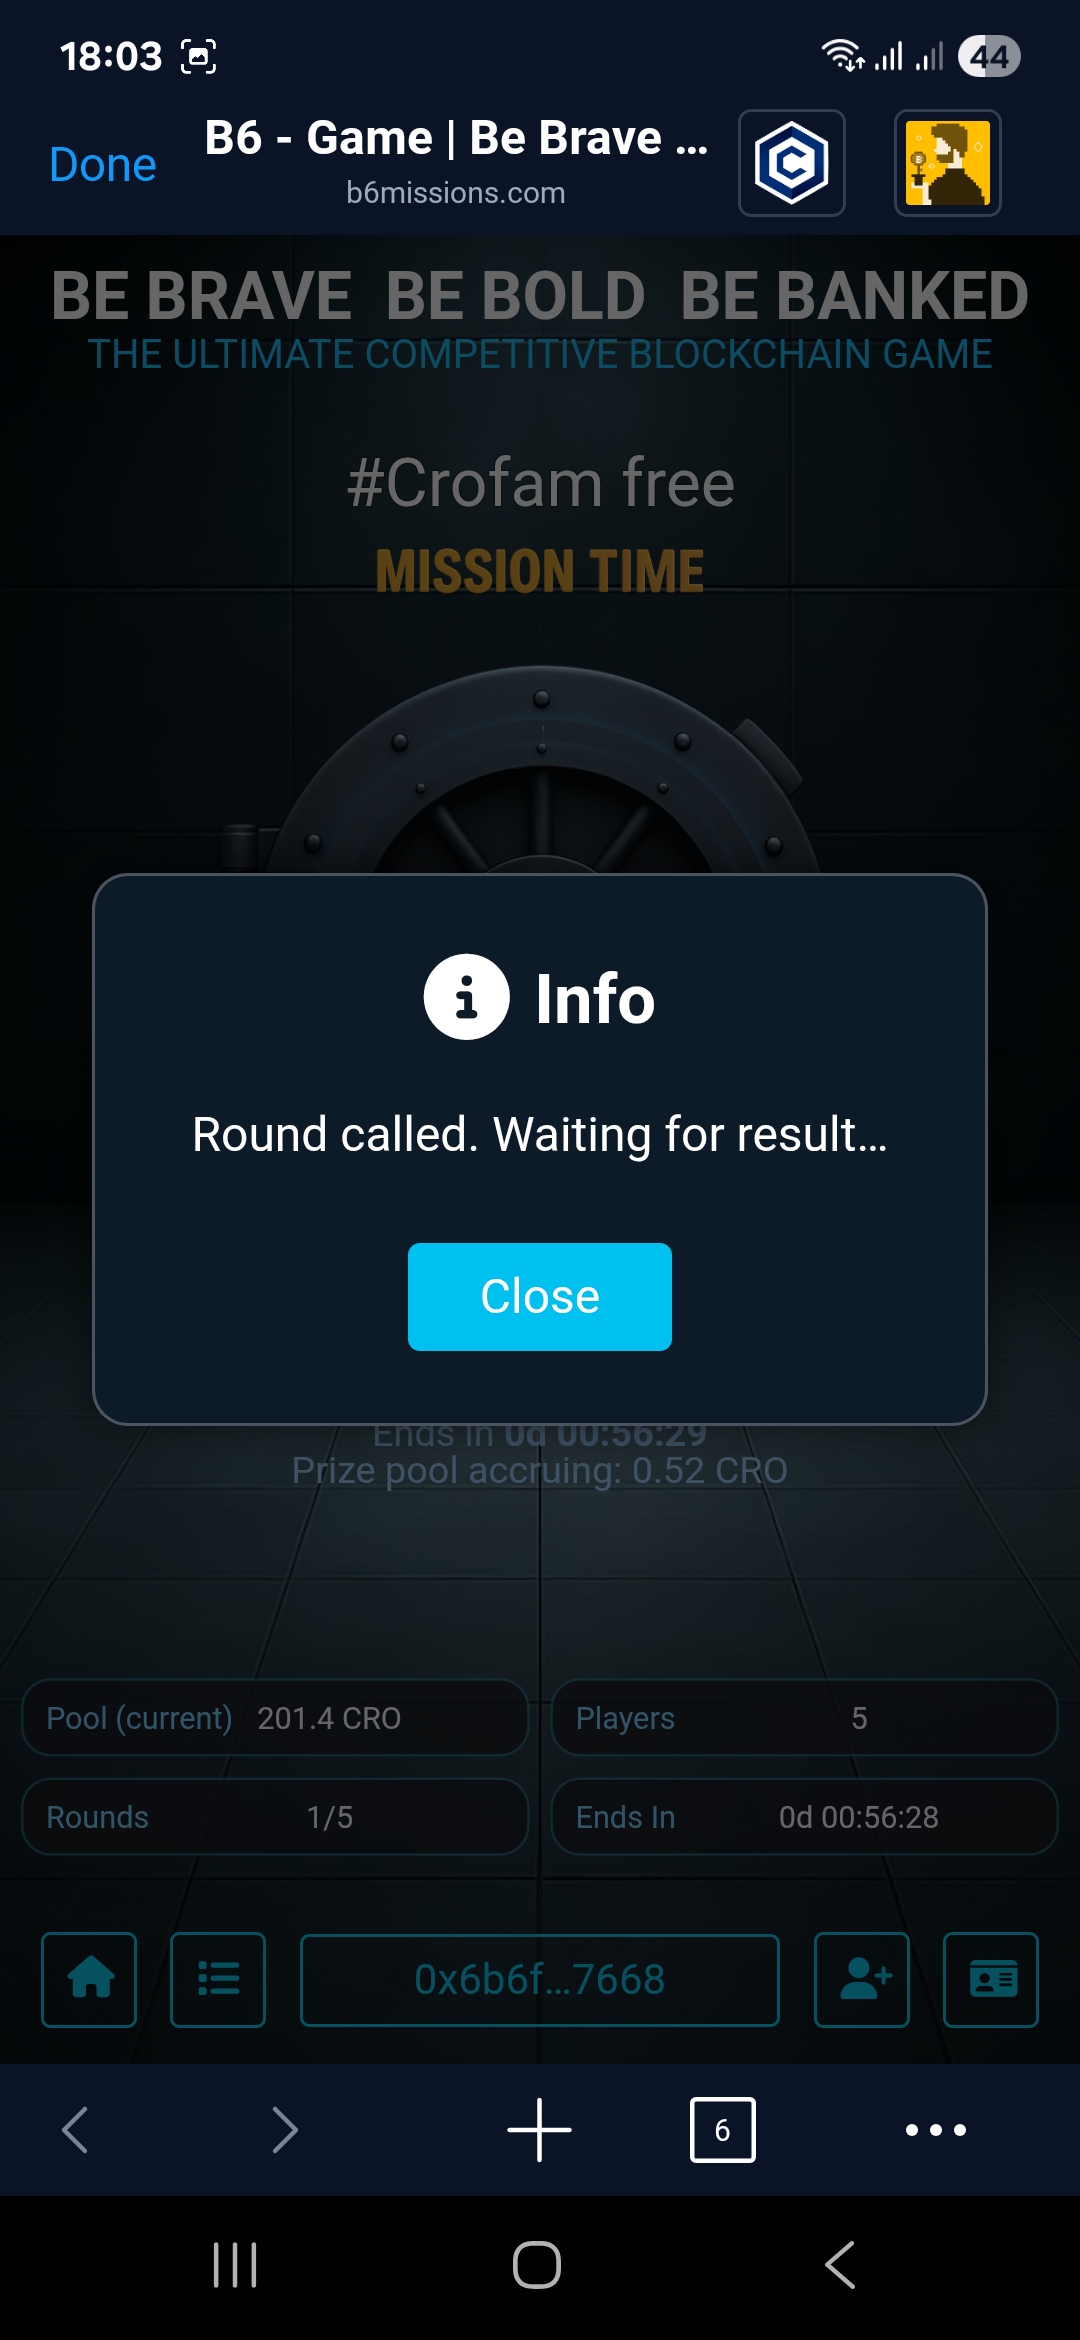 18:03
44
Done
B6 - Game | Be Brave ...
b6missions.com
BE BRAVE BE BOLD BE BANKED
THE ULTIMATE COMPETITIVE BLOCKCHAIN GAME
#Crofam free
MISSION TIME
Info
Round called. Waiting for result...
Close
Ends in 0d 00:56:29
Prize pool accruing: 0.52 CRO
Pool (current) 201.4 CRO
Players 5
Rounds 1/5
Ends In 0d 00:56:28
0x6b6f...7668
6